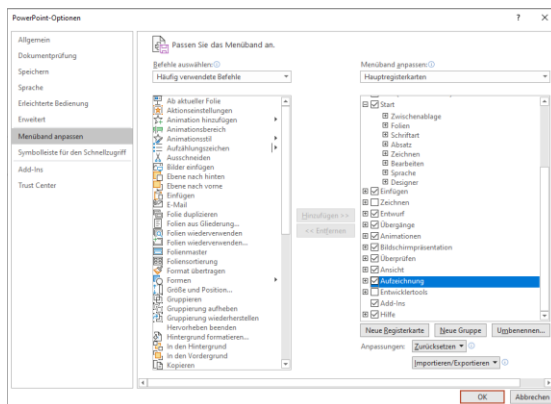 PowerPoint-Optionen
?
Allgemein
Dokumentprüfung
Speichern
Sprache
Erleichterte Bedienung
Erweitert
Menüband anpassen
Symbolleiste für den Schnellzugriff
Add-Ins
Trust Center
Passen Sie das Menüband an.
Befehle auswählen:
Häufig verwendete Befehle
Ab aktueller Folie
Aktionseinstellungen
Animation hinzufügen
Animationsbereich
Animationsstil
Aufzählungszeichen
Ausschneiden
Bilder einfügen
Ebene nach hinten
Ebene nach vorne
Einfügen
E-Mail
Folie duplizieren
Folien aus Gliederung...
Folien wiederverwenden
Folien wiederverwenden...
Folienmaster
Foliensortierung
Format übertragen
Formen
Größe und Position...
Gruppieren
Gruppierung aufheben
Gruppierung wiederherstellen
Hervorheben beenden
Hintergrund formatieren...
In den Hintergrund
In den Vordergrund
Kopieren
Hinzufügen >>
<< Entfernen
Menüband anpassen:
Hauptregisterkarten
Start
Zwischenablage
Folien
Schriftart
Absatz
Zeichnen
Bearbeiten
Sprache
Designer
Einfügen
Zeichnen
Entwurf
Übergänge
Animationen
Bildschirmpräsentation
Überprüfen
Ansicht
Aufzeichnung
Entwicklertools
Add-Ins
Hilfe
Neue Registerkarte
Neue Gruppe
Umbenennen...
Anpassungen:
Zurücksetzen
Importieren/Exportieren
OK
Abbrechen